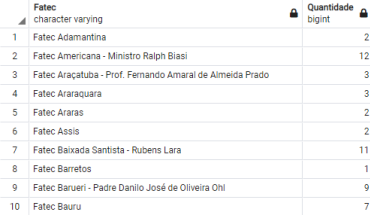 Fatec Quantidade
character varying bigint
1 Fatec Adamantina 2
2 Fatec Americana - Ministro Ralph Biasi 12
3 Fatec Araçatuba - Prof. Fernando Amaral de Almeida Prado 3
4 Fatec Araraquara 3
5 Fatec Araras 2
6 Fatec Assis 2
7 Fatec Baixada Santista - Rubens Lara 11
8 Fatec Barretos 1
9 Fatec Barueri - Padre Danilo José de Oliveira Ohl 9
10 Fatec Bauru 7